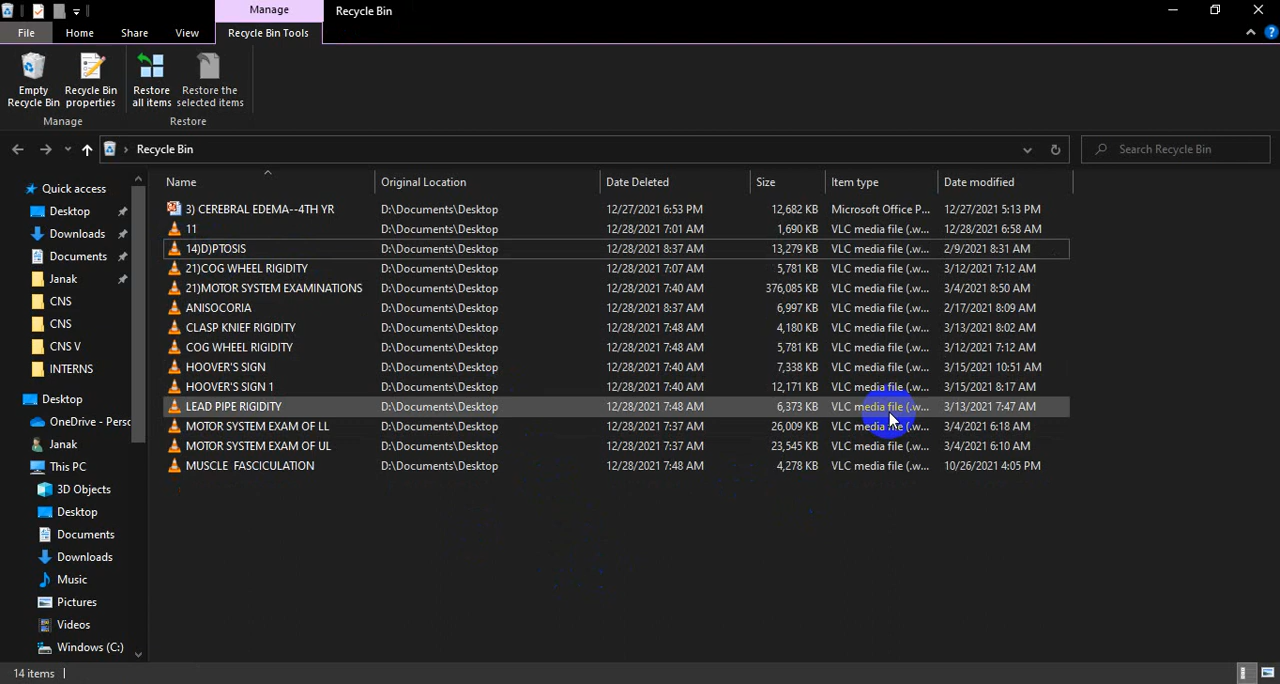 Manage Recycle Bin
File Home Share View Recycle Bin Tools
Empty Recycle Bin Recycle Bin properties Restore all items Restore the selected items
Manage Restore
Recycle Bin Search Recycle Bin
Name Original Location Date Deleted Size Item type Date modified
3) CEREBRAL EDEMA--4TH YR D:\Documents\Desktop 12/27/2021 6:53 PM 12,682 KB Microsoft Office P... 12/27/2021 5:13 PM
11 D:\Documents\Desktop 12/28/2021 7:01 AM 1,690 KB VLC media file (.w... 12/28/2021 6:58 AM
14)D)PTOSIS D:\Documents\Desktop 12/28/2021 8:37 AM 13,279 KB VLC media file (.w... 2/9/2021 8:31 AM
21)COG WHEEL RIGIDITY D:\Documents\Desktop 12/28/2021 7:07 AM 5,781 KB VLC media file (.w... 3/12/2021 7:12 AM
21)MOTOR SYSTEM EXAMINATIONS D:\Documents\Desktop 12/28/2021 7:40 AM 376,085 KB VLC media file (.w... 3/4/2021 8:50 AM
ANISOCORIA D:\Documents\Desktop 12/28/2021 8:37 AM 6,997 KB VLC media file (.w... 2/17/2021 8:09 AM
CLASP KNIEF RIGIDITY D:\Documents\Desktop 12/28/2021 7:48 AM 4,180 KB VLC media file (.w... 3/13/2021 8:02 AM
COG WHEEL RIGIDITY D:\Documents\Desktop 12/28/2021 7:48 AM 5,781 KB VLC media file (.w... 3/12/2021 7:12 AM
HOOVER'S SIGN D:\Documents\Desktop 12/28/2021 7:40 AM 7,338 KB VLC media file (.w... 3/15/2021 10:51 AM
HOOVER'S SIGN 1 D:\Documents\Desktop 12/28/2021 7:40 AM 12,171 KB VLC media file (.w... 3/15/2021 8:17 AM
LEAD PIPE RIGIDITY D:\Documents\Desktop 12/28/2021 7:48 AM 6,373 KB VLC media file (.w... 3/13/2021 7:47 AM
MOTOR SYSTEM EXAM OF LL D:\Documents\Desktop 12/28/2021 7:37 AM 26,009 KB VLC media file (.w... 3/4/2021 6:18 AM
MOTOR SYSTEM EXAM OF UL D:\Documents\Desktop 12/28/2021 7:37 AM 23,545 KB VLC media file (.w... 3/4/2021 6:10 AM
MUSCLE  FASCICULATION D:\Documents\Desktop 12/28/2021 7:48 AM 4,278 KB VLC media file (.w... 10/26/2021 4:05 PM
Quick access
Desktop
Downloads
Documents
Janak
CNS
CNS
CNS V
INTERNS
Desktop
OneDrive - Perso
Janak
This PC
3D Objects
Desktop
Documents
Downloads
Music
Pictures
Videos
Windows (C:)
14 items